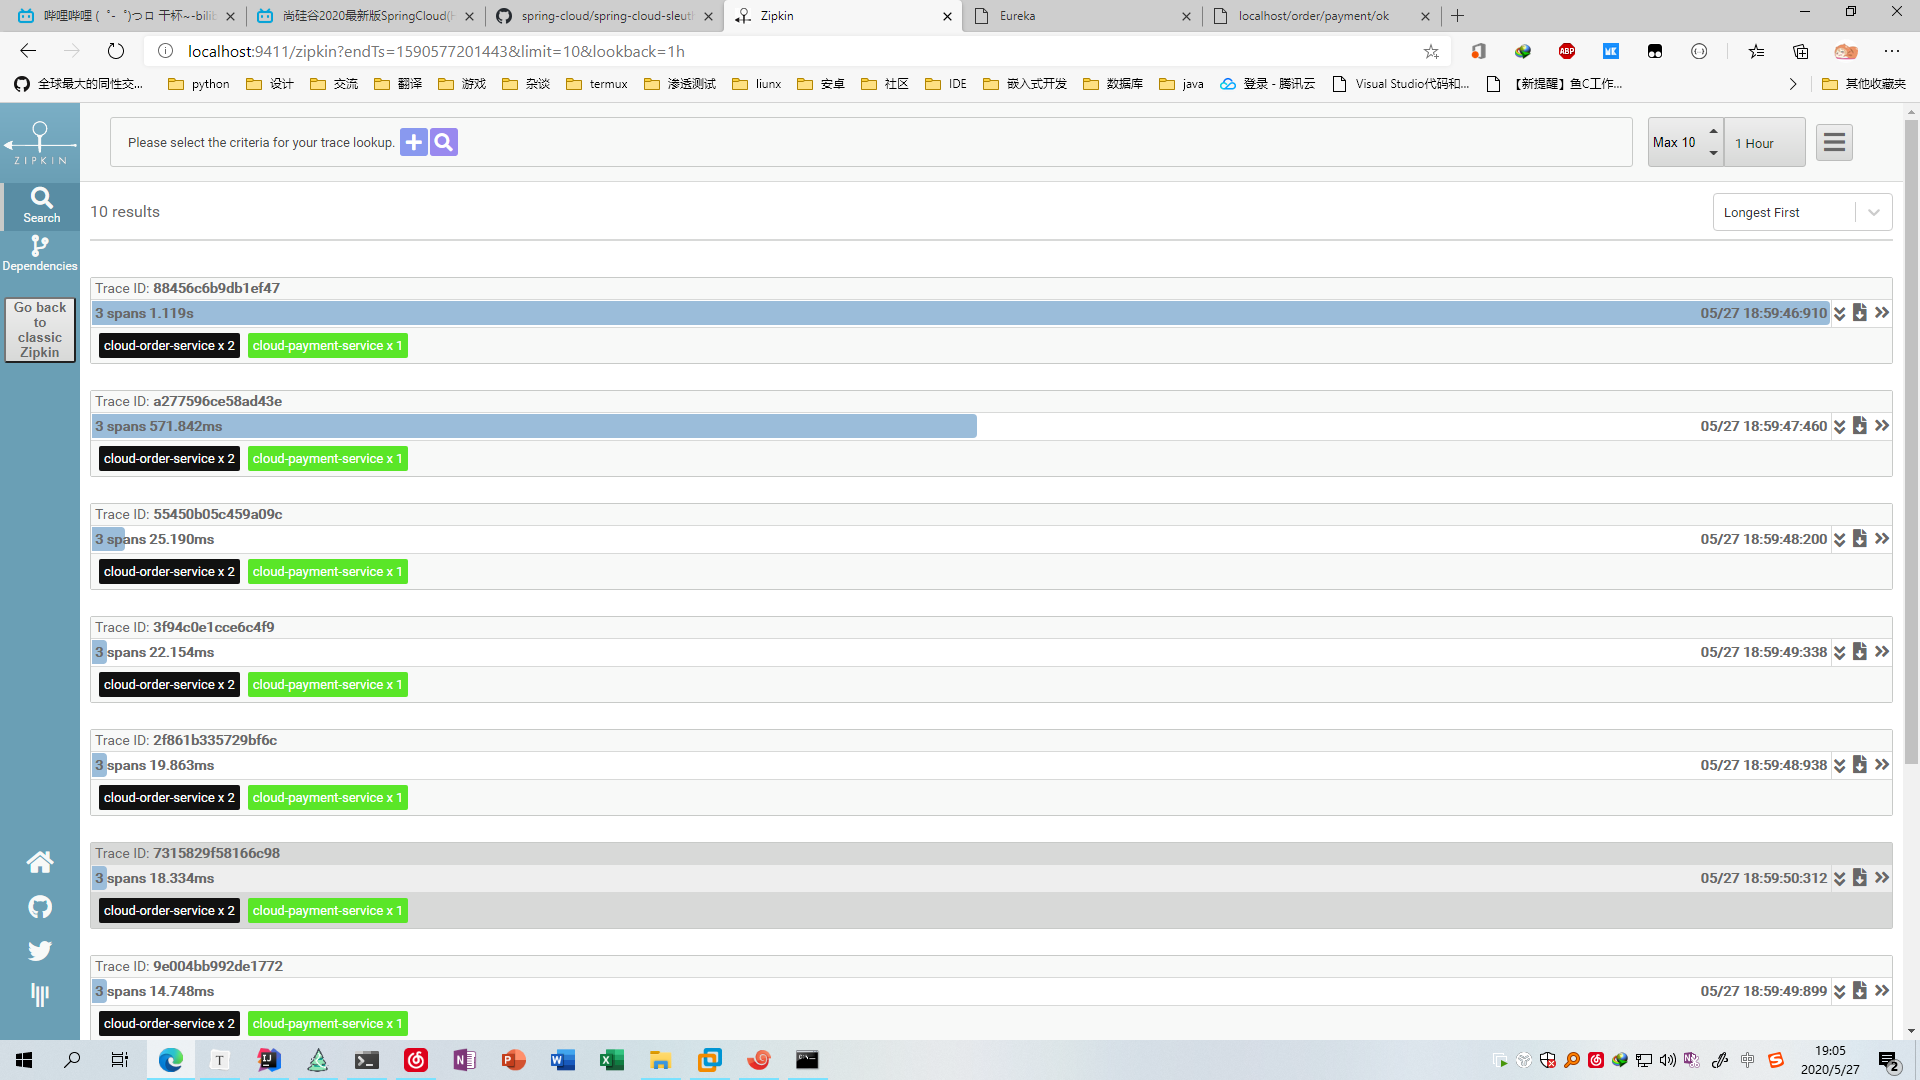 哔哩哔哩 (゜-゜)つロ 干杯~-bilib
尚硅谷2020最新版SpringCloud(H
spring-cloud/spring-cloud-sleuth
Zipkin
Eureka
localhost/order/payment/ok
localhost:9411/zipkin?endTs=1590577201443&limit=10&lookback=1h
ABP
全球最大的同性交...
python
设计
交流
翻译
游戏
杂谈
termux
渗透测试
liunx
安卓
社区
IDE
嵌入式开发
数据库
java
登录 - 腾讯云
Visual Studio代码和...
【新提醒】鱼C工作...
其他收藏夹
ZIPKIN
Search
Dependencies
Go back
to
classic
Zipkin
Please select the criteria for your trace lookup.
Max 10
1 Hour
10 results
Longest First
Trace ID: 88456c6b9db1ef47
3 spans 1.119s 05/27 18:59:46:910
cloud-order-service x 2 cloud-payment-service x 1
Trace ID: a277596ce58ad43e
3 spans 571.842ms 05/27 18:59:47:460
cloud-order-service x 2 cloud-payment-service x 1
Trace ID: 55450b05c459a09c
3 spans 25.190ms 05/27 18:59:48:200
cloud-order-service x 2 cloud-payment-service x 1
Trace ID: 3f94c0e1cce6c4f9
3 spans 22.154ms 05/27 18:59:49:338
cloud-order-service x 2 cloud-payment-service x 1
Trace ID: 2f861b335729bf6c
3 spans 19.863ms 05/27 18:59:48:938
cloud-order-service x 2 cloud-payment-service x 1
Trace ID: 7315829f58166c98
3 spans 18.334ms 05/27 18:59:50:312
cloud-order-service x 2 cloud-payment-service x 1
Trace ID: 9e004bb992de1772
3 spans 14.748ms 05/27 18:59:49:899
cloud-order-service x 2 cloud-payment-service x 1
中
19:05
2020/5/27
2